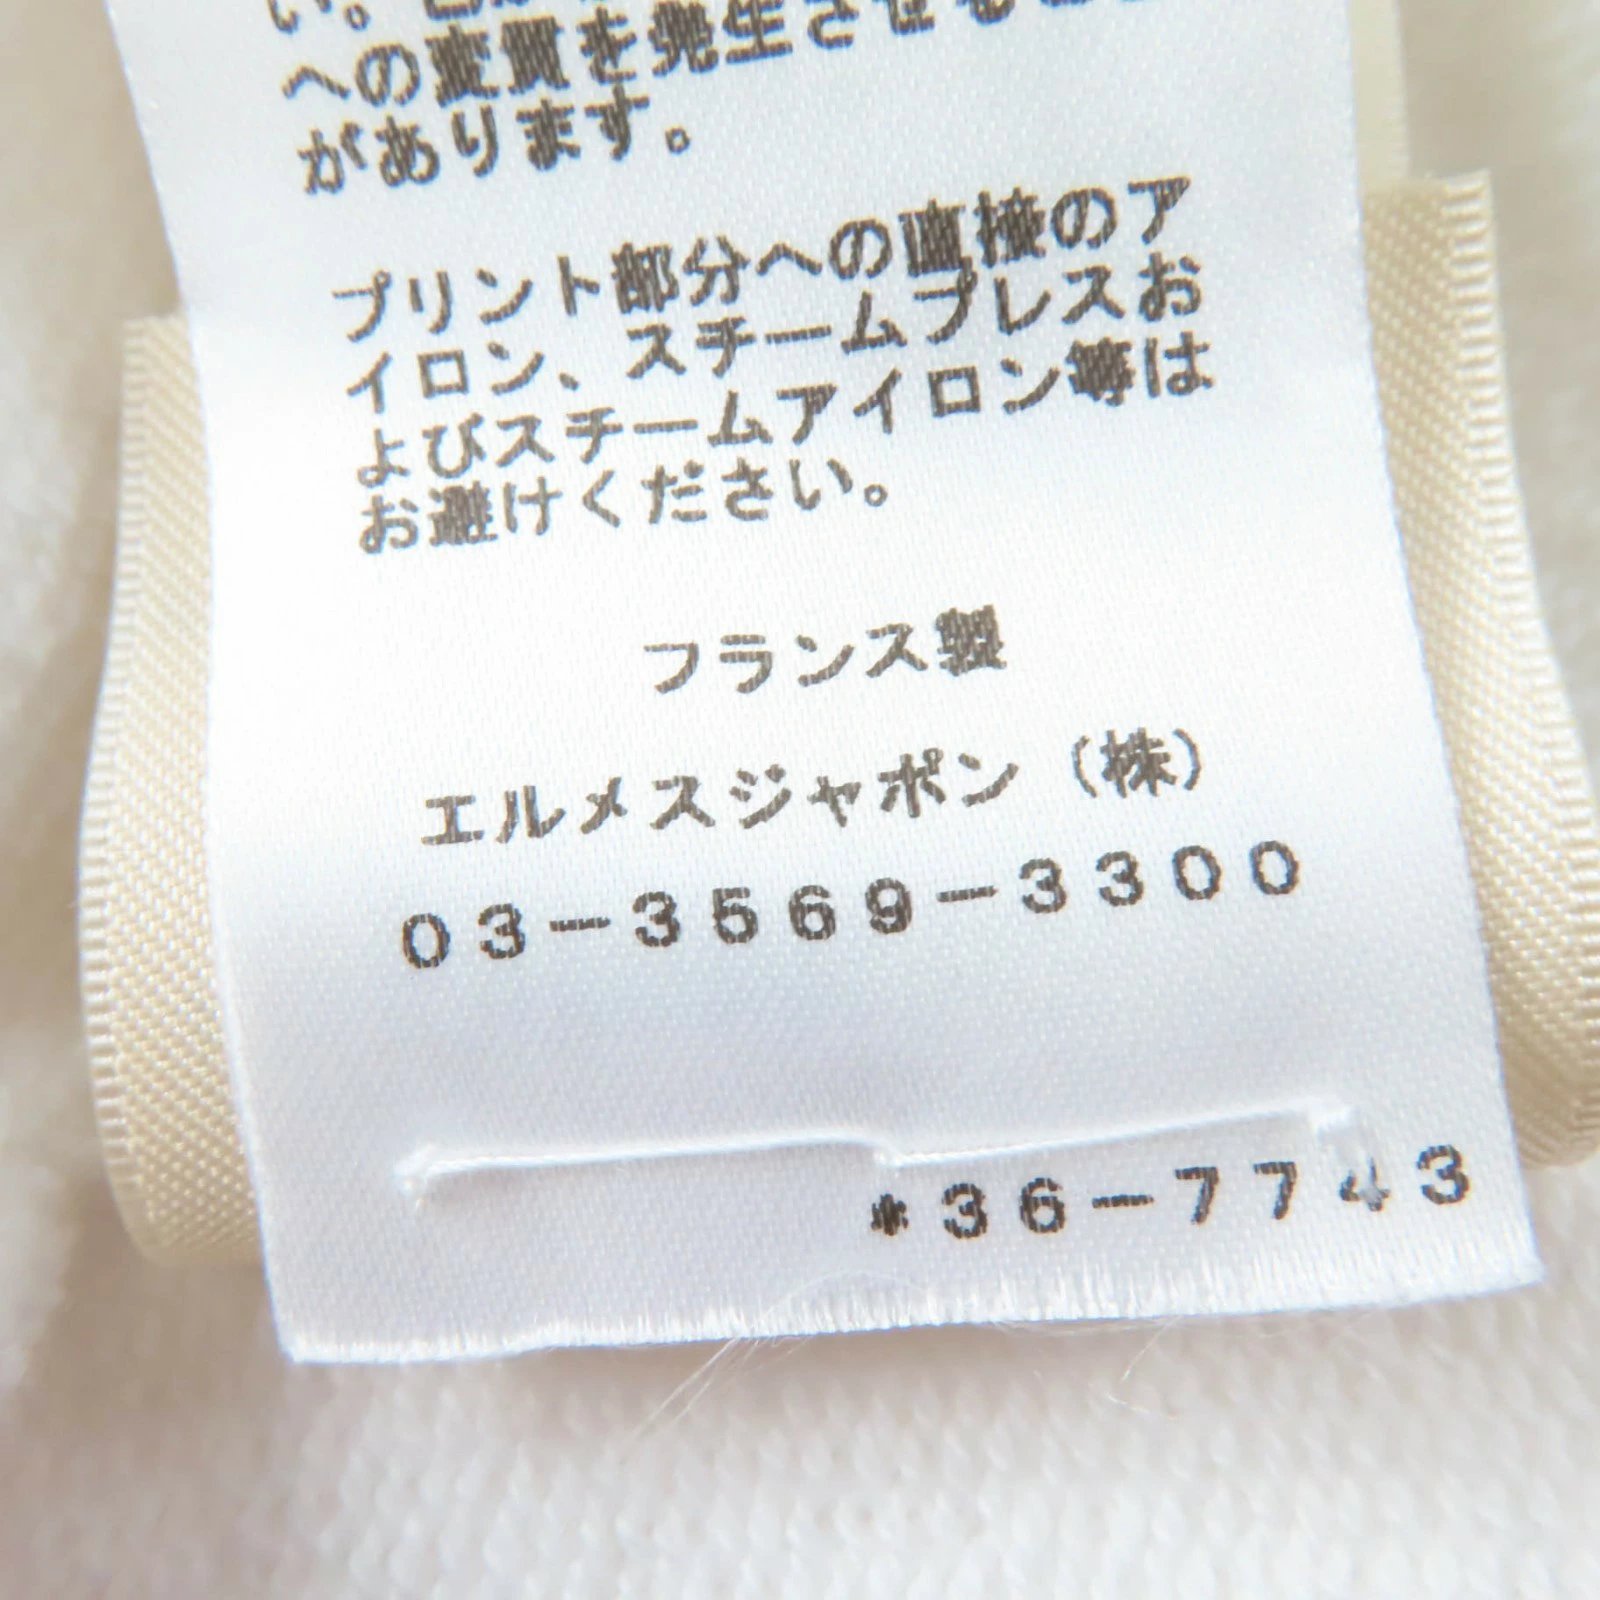 への変質を発生させる
があります。
プリント部分への直接のア
イロン、スチームプレスお
よびスチームアイロン等は
お避けください。
フランス製
エルメスジャポン（株）
03-3569-3300
*36-7743